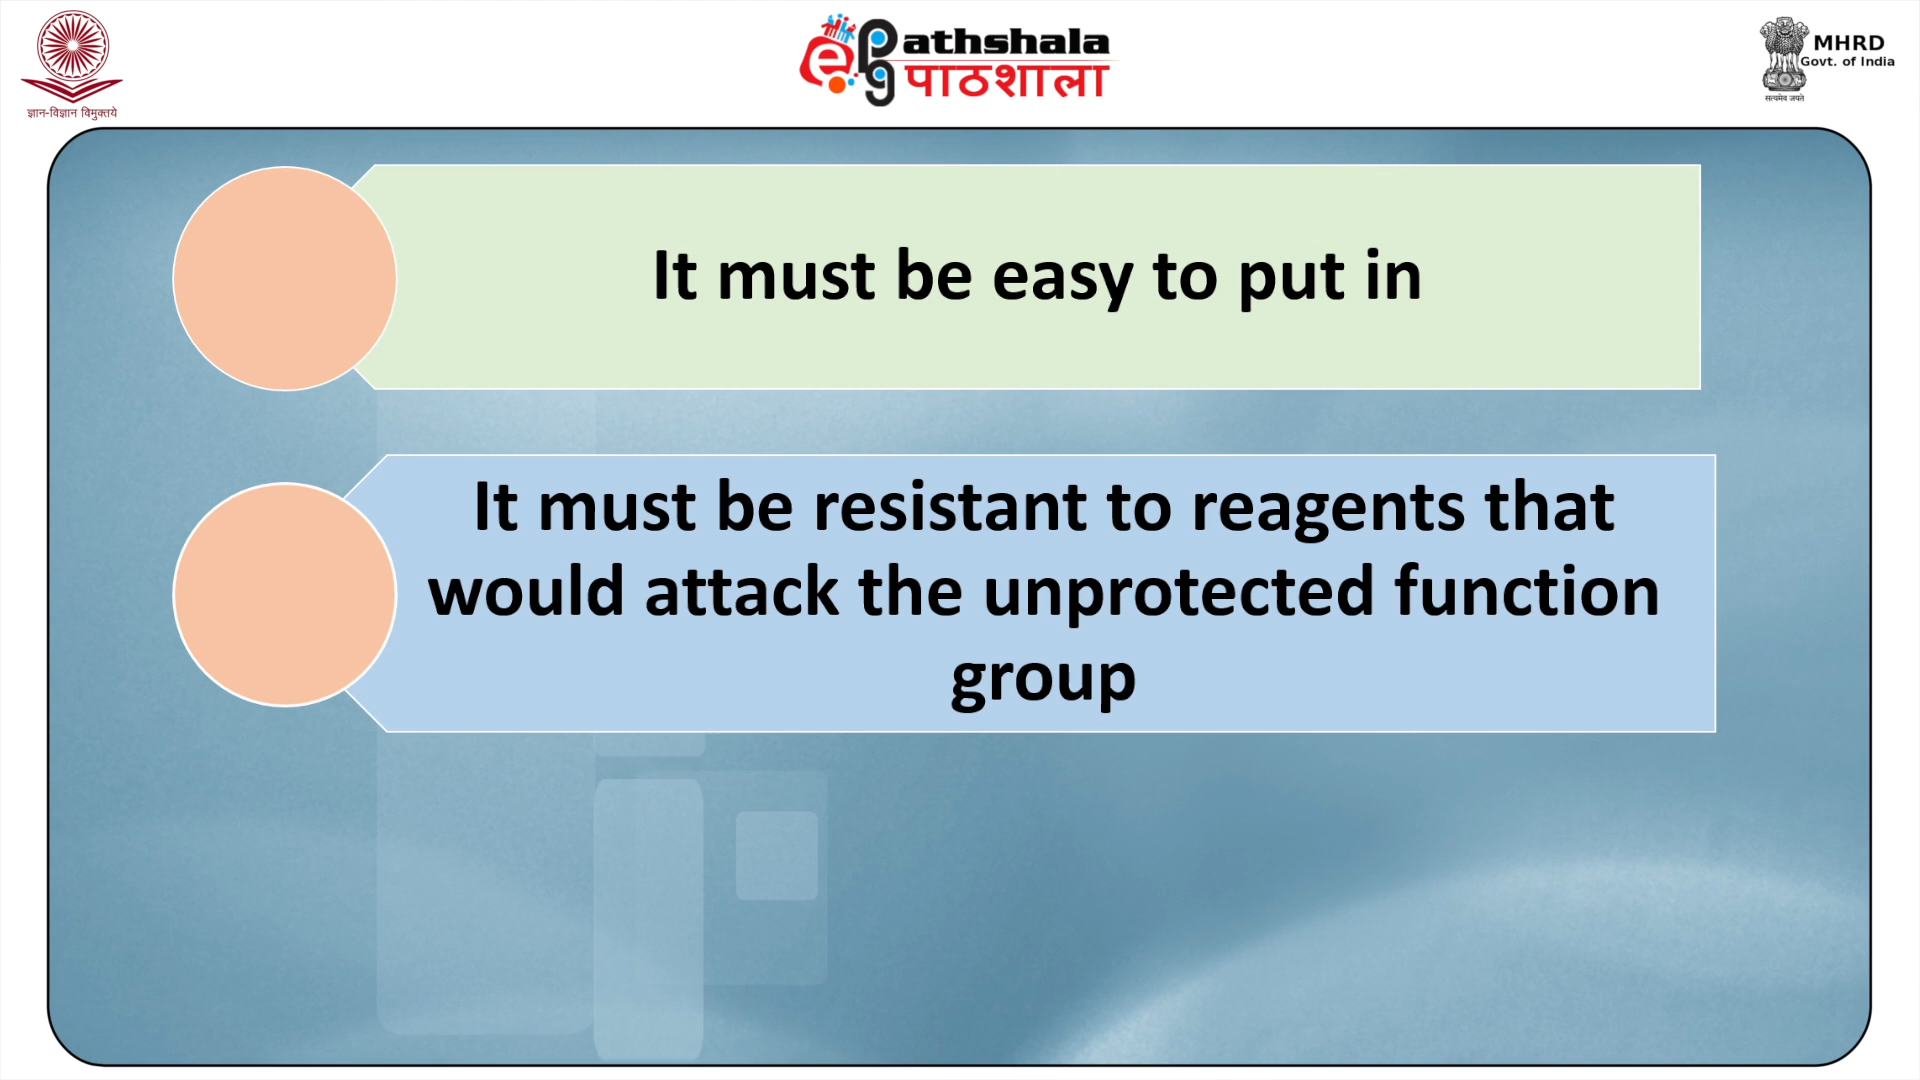 ज्ञान-विज्ञान विमुक्तये
ePg
athshala
पाठशाला
MHRD
Govt. of India
सत्यमेव जयते
It must be easy to put in
It must be resistant to reagents that
would attack the unprotected function
group